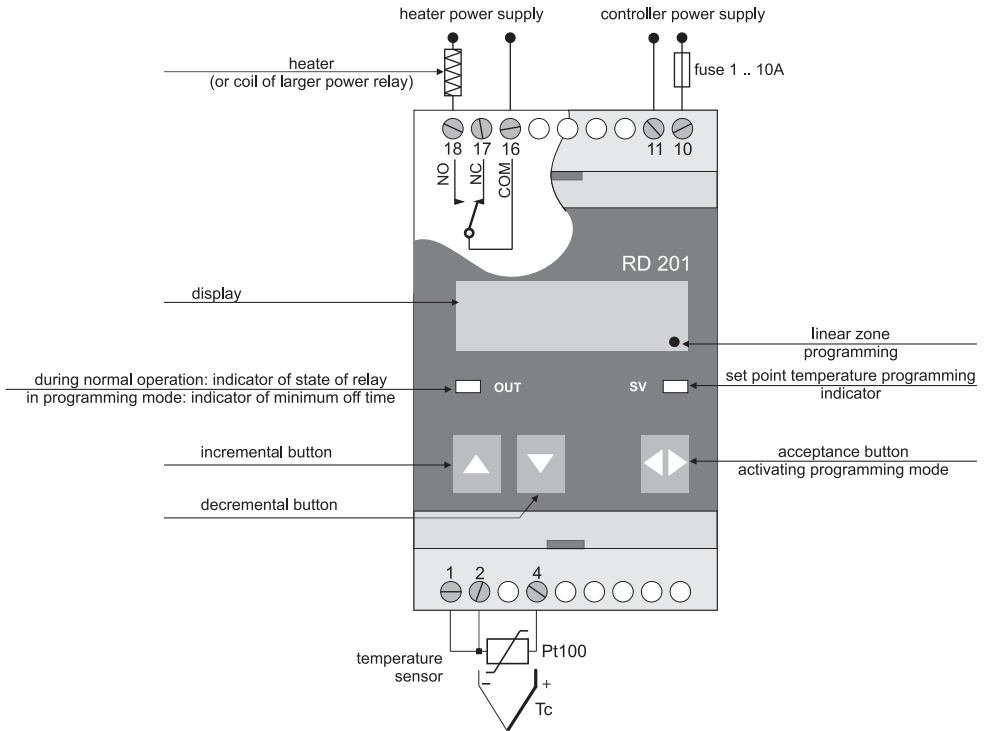 heater power supply
controller power supply
heater
(or coil of larger power relay)
fuse 1 .. 10A
18 17 16 11 10
NO NC COM
RD 201
display
linear zone
programming
during normal operation: indicator of state of relay
in programming mode: indicator of minimum off time
OUT
SV
set point temperature programming
indicator
incremental button
acceptance button
activating programming mode
decremental button
1 2 4
temperature
sensor
Pt100
– +
Tc